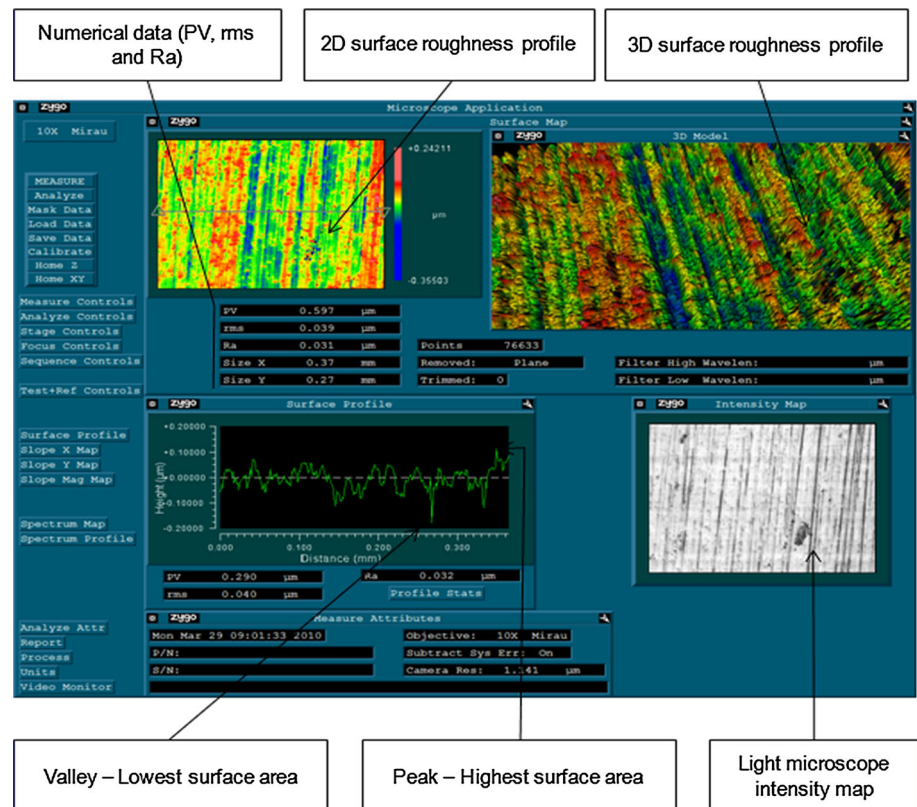 Numerical data (PV, rms
and Ra)
2D surface roughness profile
3D surface roughness profile
zygo
Microscope Application
10X Mirau
zygo
Surface Map
zygo
3D Model
+0.24211
µm
-0.35503
MEASURE
Analyze
Mask Data
Load Data
Save Data
Calibrate
Home Z
Home XY
Measure Controls
Analyze Controls
Stage Controls
Focus Controls
Sequence Controls
Test+Ref Controls
PV 0.597 µm
rms 0.039 µm
Ra 0.031 µm
Size X 0.37 mm
Size Y 0.27 mm
Points 76633
Removed: Plane
Trimmed: 0
Filter High Wavelen: µm
Filter Low Wavelen: µm
zygo
Surface Profile
+0.20000
+0.10000
0.00000
-0.10000
-0.20000
Height (µm)
0.000 0.100 0.200 0.300
Distance (mm)
PV 0.290 µm
rms 0.040 µm
Ra 0.032 µm
Profile Stats
zygo
Intensity Map
Surface Profile
Slope X Map
Slope Y Map
Slope Mag Map
Spectrum Map
Spectrum Profile
Analyze Attr
Report
Process
Units
Video Monitor
zygo
Measure Attributes
Mon Mar 29 09:01:33 2010
P/N:
S/N:
Objective: 10X Mirau
Subtract Sys Err: On
Camera Res: 1.141 µm
Valley – Lowest surface area
Peak – Highest surface area
Light microscope
intensity map